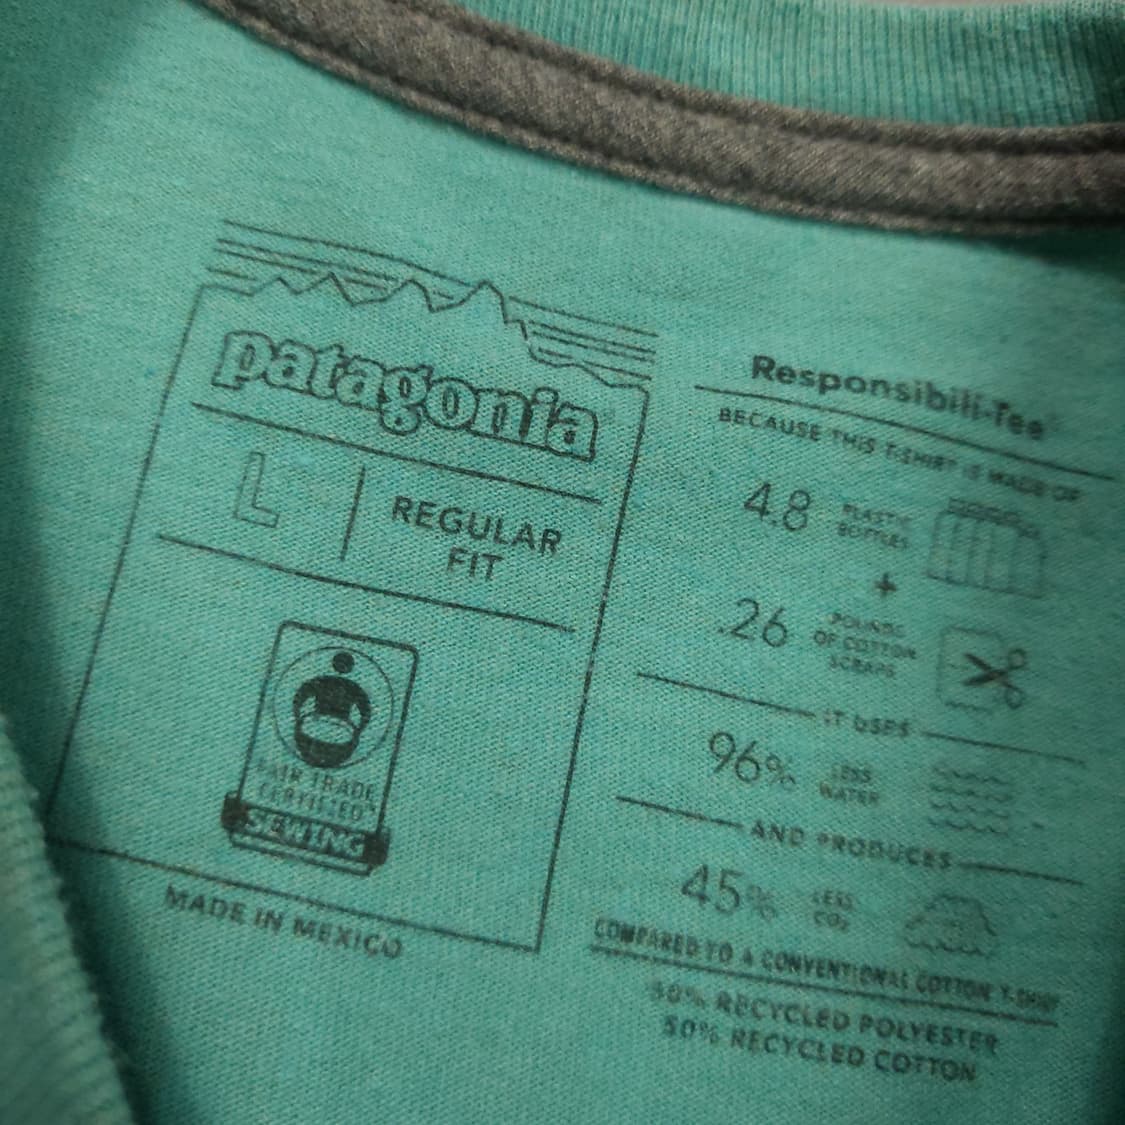 patagonia
L
REGULAR
FIT
FAIR TRADE
CERTIFIED
SEWING
MADE IN MEXICO
Responsibili-Tee
BECAUSE THIS T-SHIRT IS MADE OF
4.8 PLASTIC
BOTTLES
+
.26 POUNDS
OF COTTON
SCRAPS
IT USES
96% LESS
WATER
AND PRODUCES
45% LESS
CO₂
COMPARED TO A CONVENTIONAL COTTON T-SHIRT
50% RECYCLED POLYESTER
50% RECYCLED COTTON